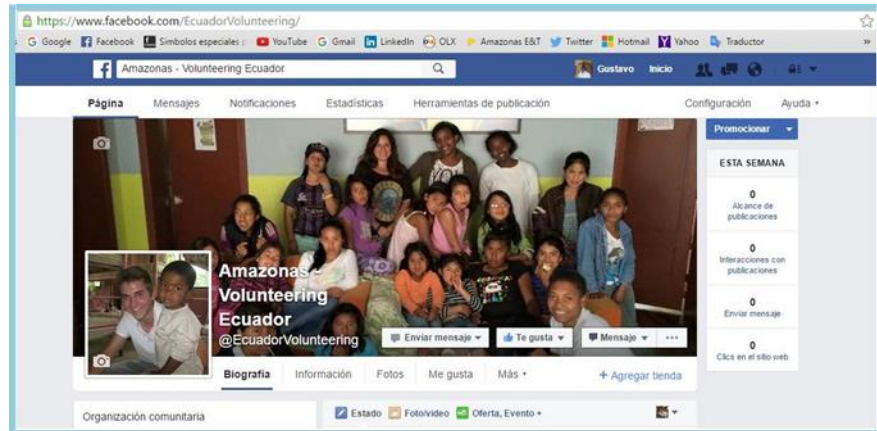 https://www.facebook.com/EcuadorVolunteering/
Google Facebook Simbolos especiales YouTube Gmail LinkedIn OLX Amazonas E&T Twitter Hotmail Yahoo Traductor »
Amazonas - Volunteering Ecuador Gustavo Inicio
Página Mensajes Notificaciones Estadísticas Herramientas de publicación Configuración Ayuda
Promocionar
ESTA SEMANA
0
Alcance de
publicaciones
0
Interacciones con
publicaciones
0
Enviar mensaje
0
Clics en el sitio web
Amazonas -
Volunteering
Ecuador
@EcuadorVolunteering
Enviar mensaje Te gusta Mensaje ...
Biografía Información Fotos Me gusta Más + Agregar tienda
Organización comunitaria Estado Foto/video Oferta, Evento +